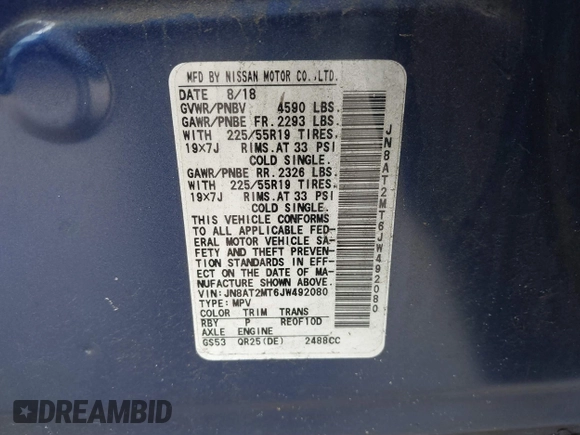 MFD BY NISSAN MOTOR CO.,LTD.
DATE 8/18
GVWR/PNBV 4590 LBS.
GAWR/PNBE FR. 2293 LBS.
WITH 225/55R19 TIRES.
19X7J RIMS. AT 33 PSI
COLD SINGLE.
GAWR/PNBE RR. 2326 LBS.
WITH 225/55R19 TIRES.
19X7J RIMS. AT 33 PSI
COLD SINGLE.
THIS VEHICLE CONFORMS
TO ALL APPLICABLE FED-
ERAL MOTOR VEHICLE SA-
FETY AND THEFT PREVE-
NTION STANDARDS IN EFF-
ECT ON THE DATE OF MA-
NUFACTURE SHOWN ABOVE.
VIN: JN8AT2MT6JW492080
TYPE: MPV
COLOR TRIM TRANS
RBY P RE0F10D
AXLE ENGINE
GS53 QR25(DE) 2488CC
JN8AT2MT6JW492080
DREAMBID